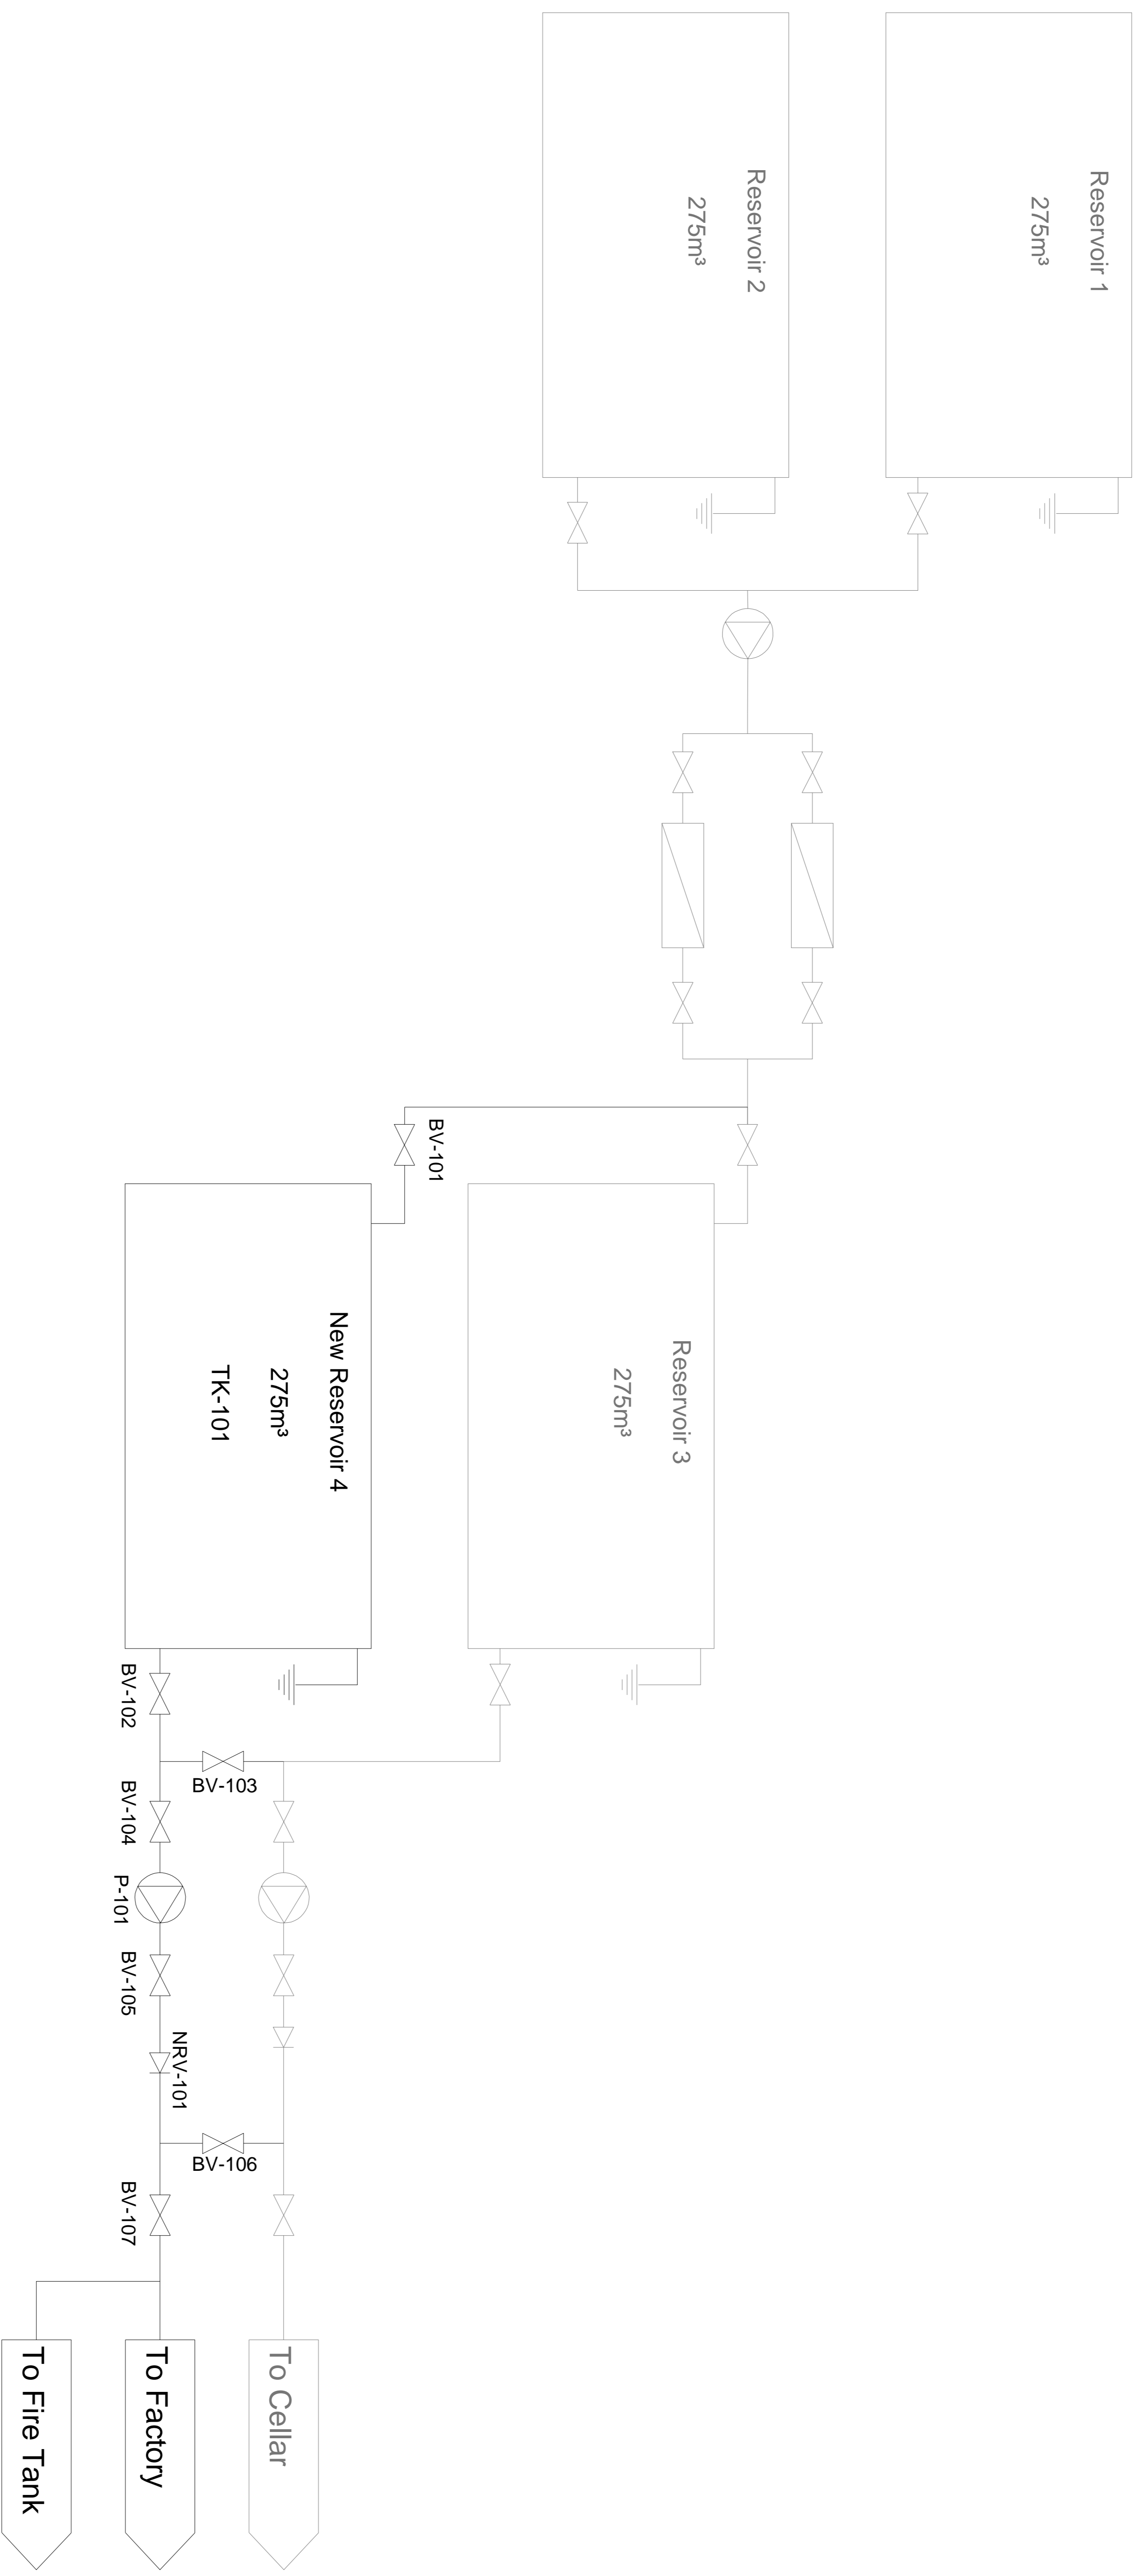 Reservoir 1
275m³
Reservoir 2
275m³
BV-101
Reservoir 3
275m³
New Reservoir 4
275m³
TK-101
BV-102
BV-103
BV-104
P-101
BV-105
NRV-101
BV-106
BV-107
To Cellar
To Factory
To Fire Tank